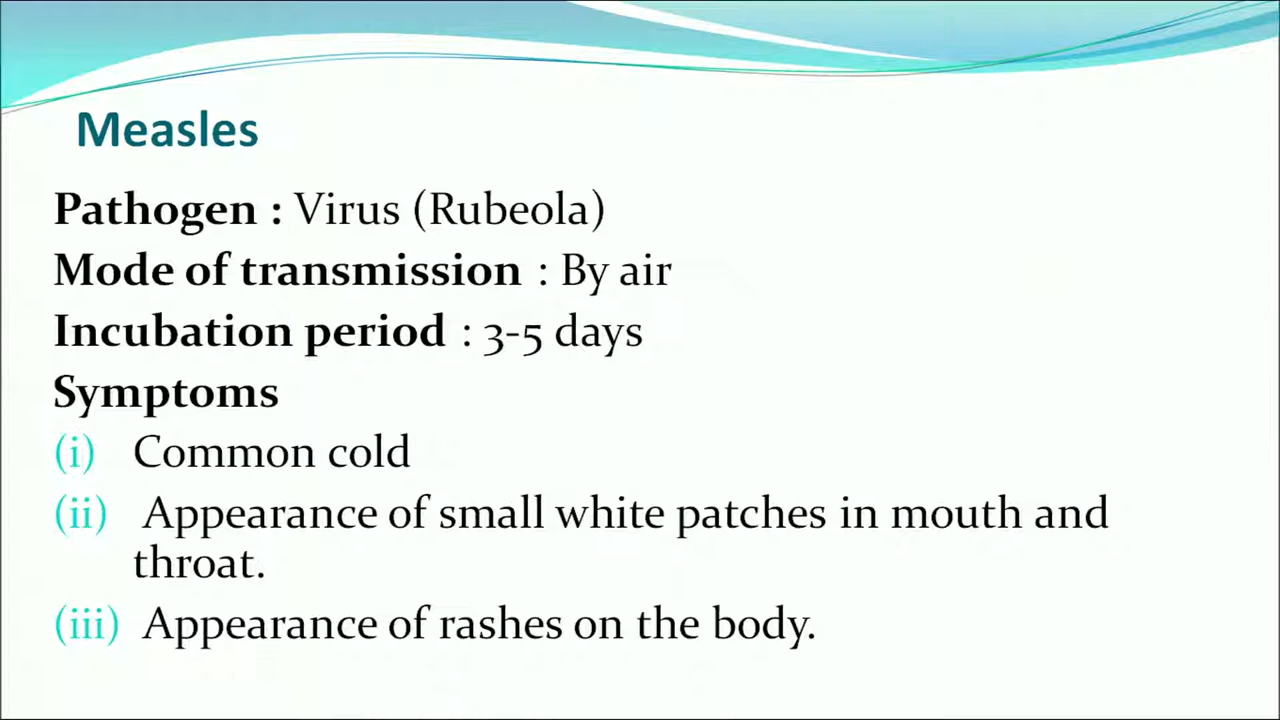 Measles
Pathogen : Virus (Rubeola)
Mode of transmission : By air
Incubation period : 3-5 days
Symptoms
(i) Common cold
(ii) Appearance of small white patches in mouth and
throat.
(iii) Appearance of rashes on the body.